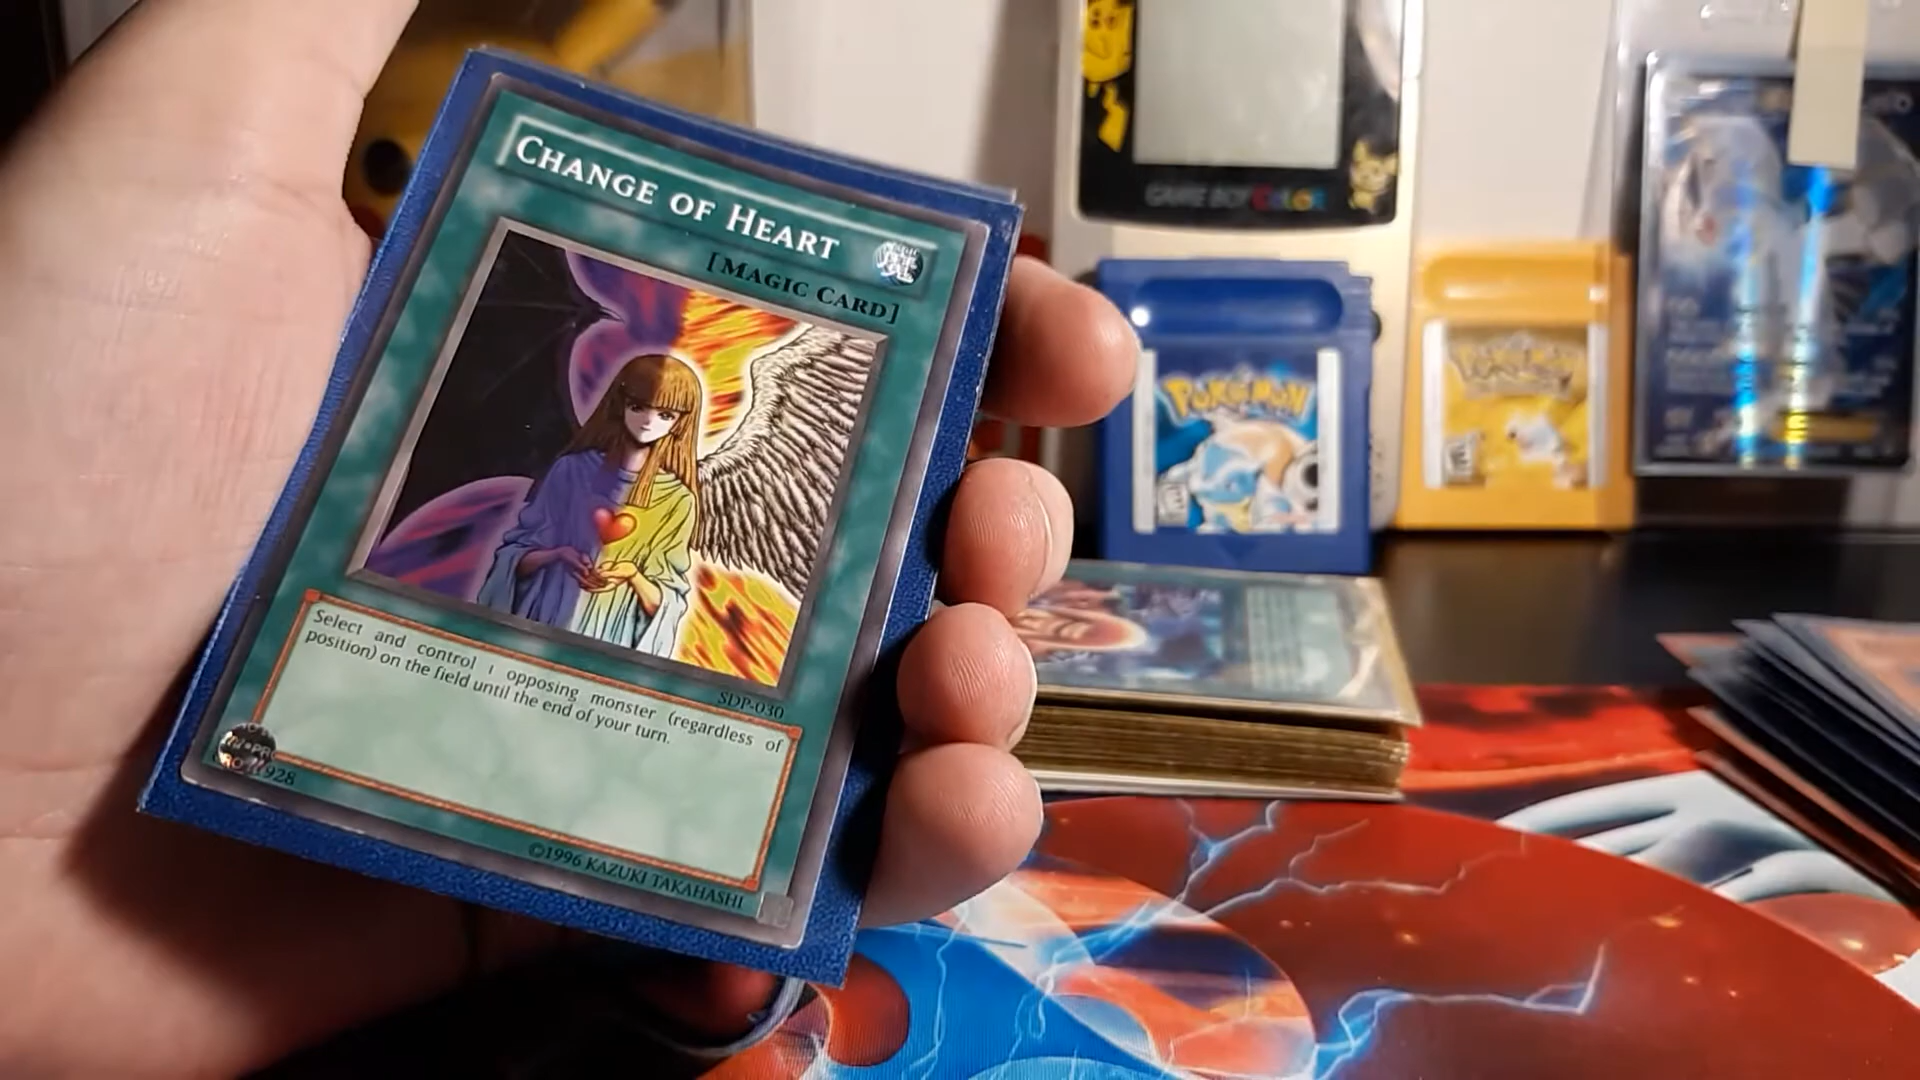 CHANGE OF HEART
[MAGIC CARD]
SDP-030
Select and control 1 opposing monster (regardless of
position) on the field until the end of your turn.
©1996 KAZUKI TAKAHASHI
GAME BOY COLOR
POKéMON
POKéMON
E